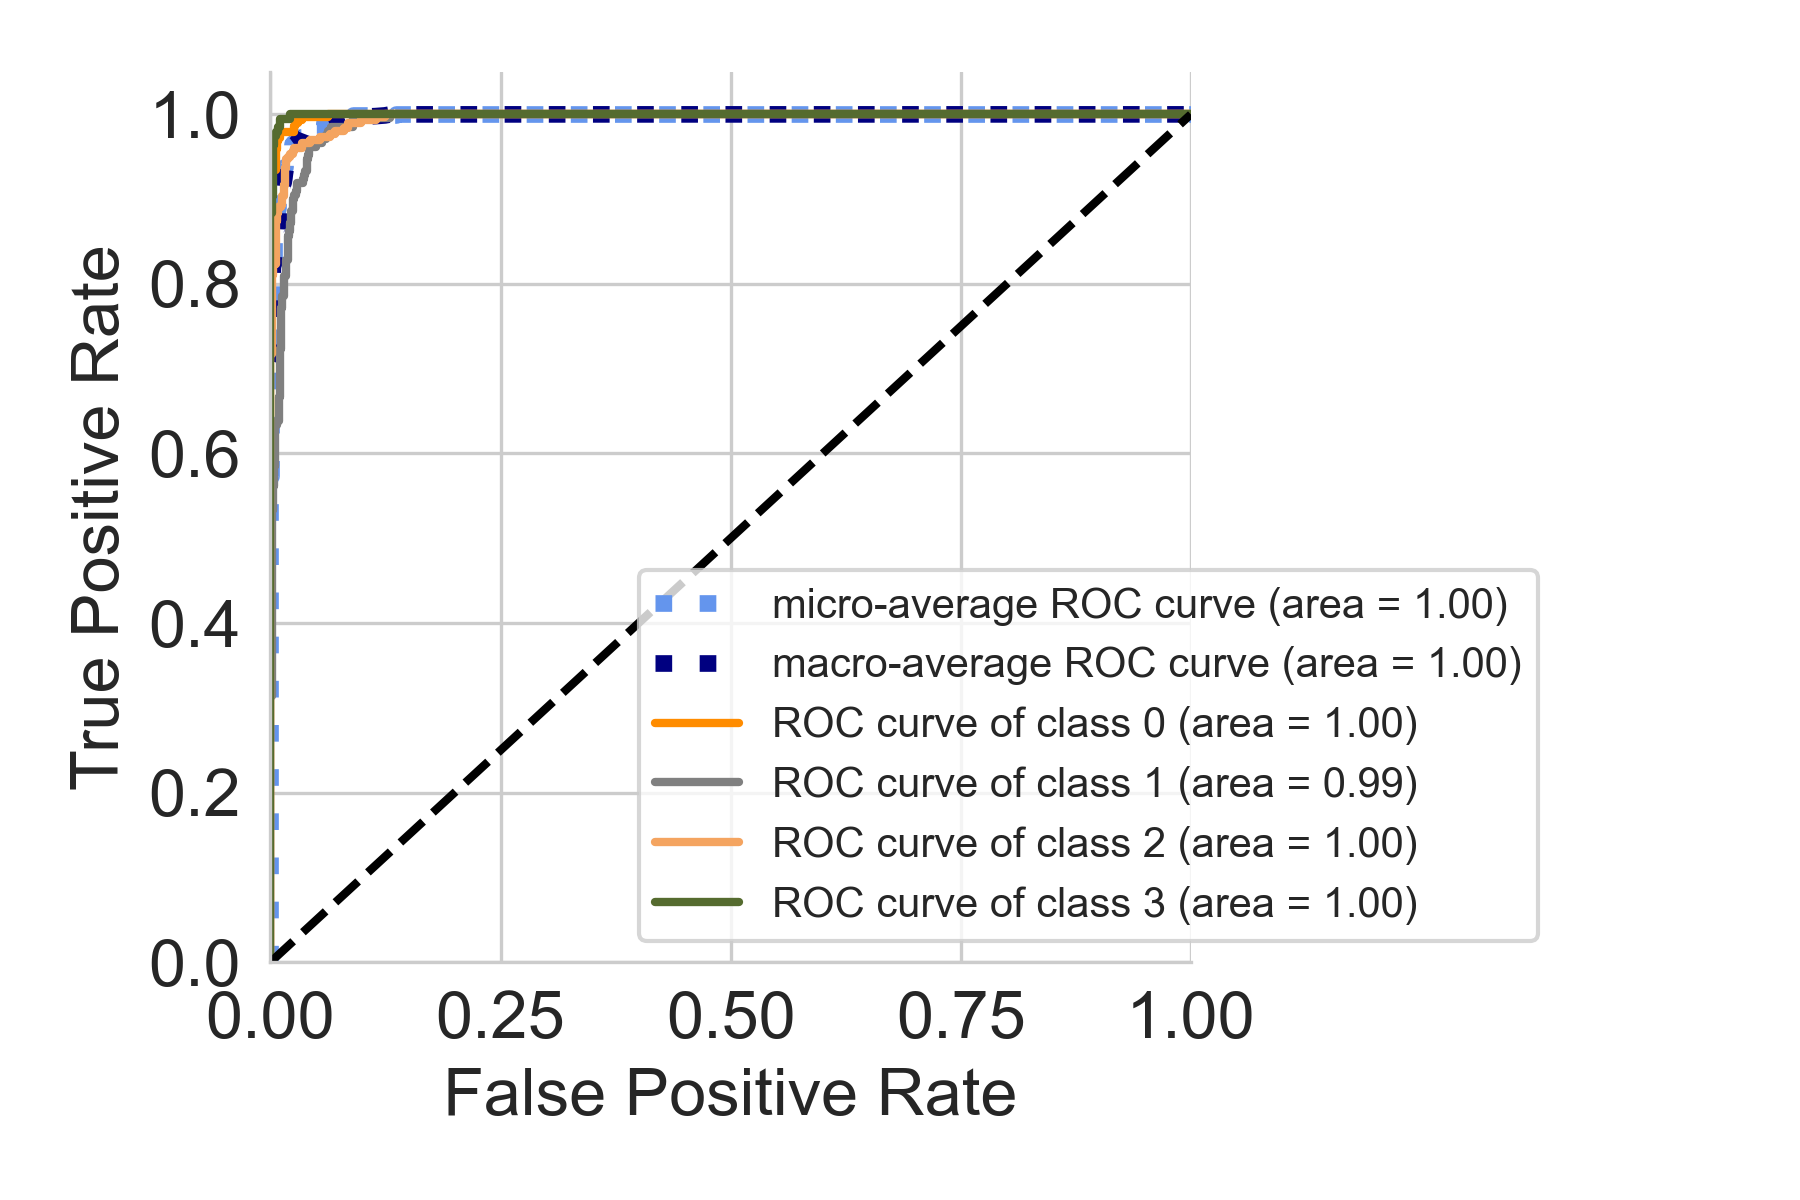 True Positive Rate
1.0
0.8
0.6
0.4
0.2
0.0
0.00 0.25 0.50 0.75 1.00
False Positive Rate
micro-average ROC curve (area = 1.00)
macro-average ROC curve (area = 1.00)
ROC curve of class 0 (area = 1.00)
ROC curve of class 1 (area = 0.99)
ROC curve of class 2 (area = 1.00)
ROC curve of class 3 (area = 1.00)